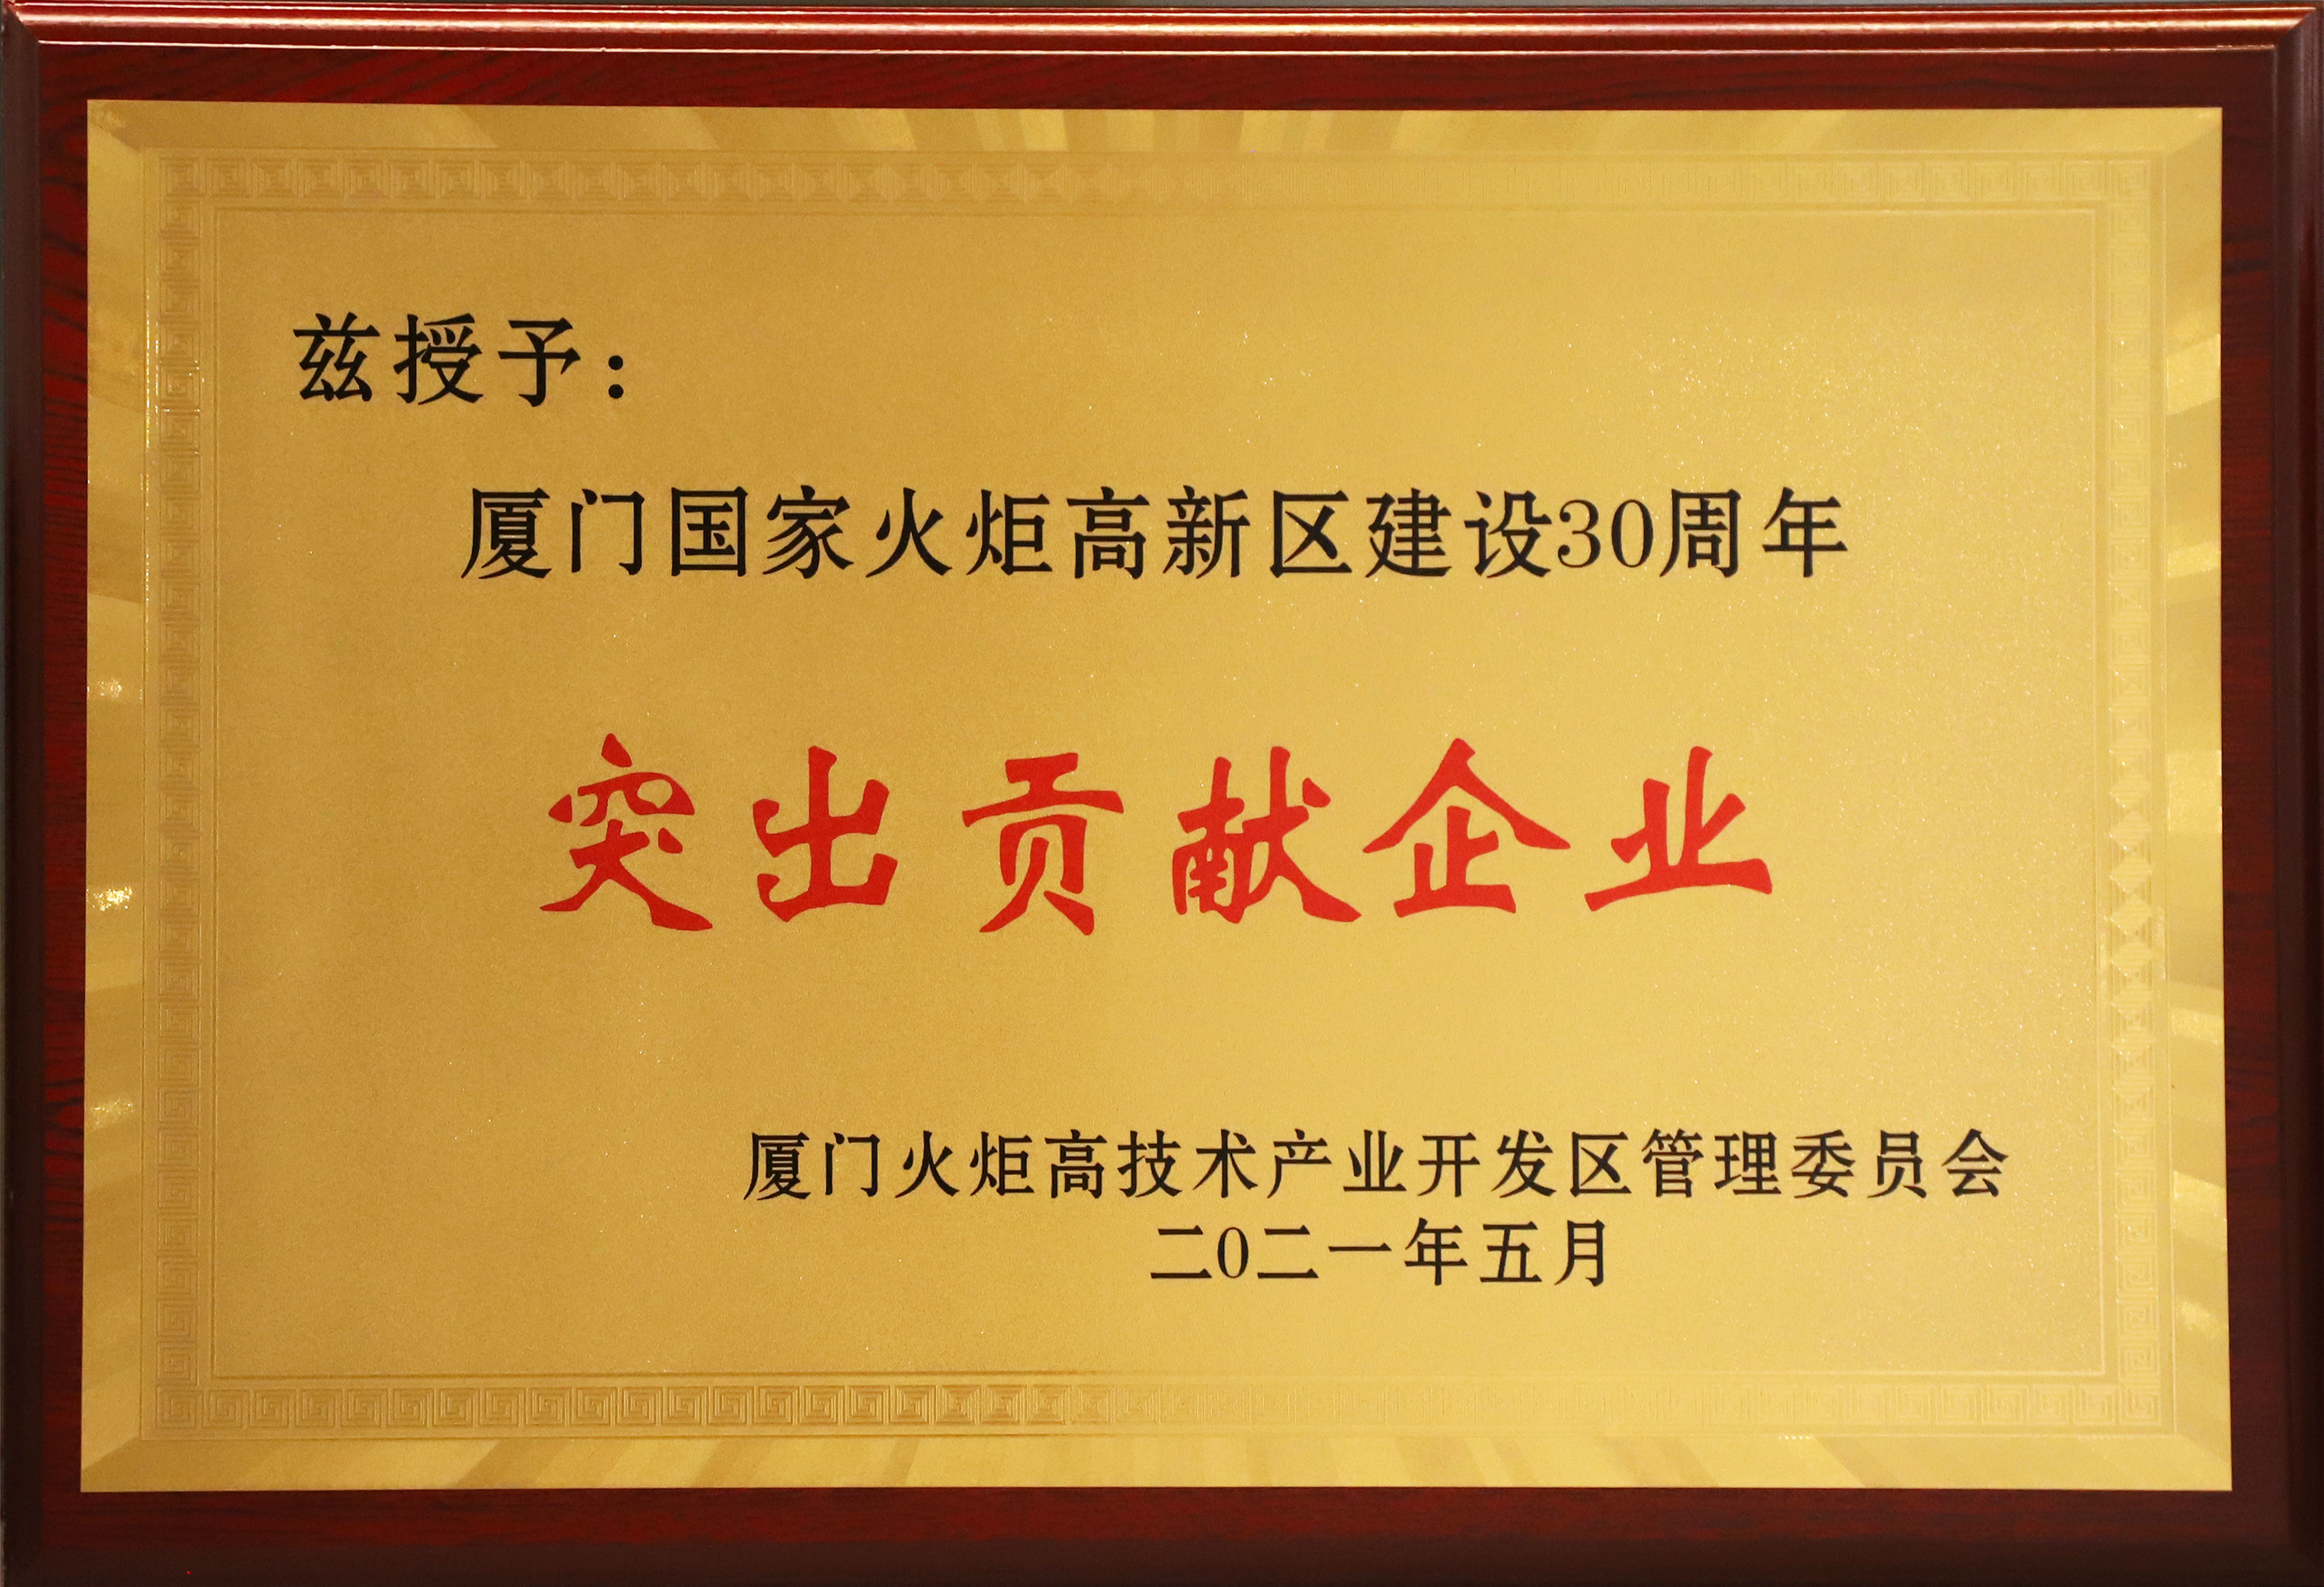 兹授予：
厦门国家火炬高新区建设30周年
突出贡献企业
厦门火炬高技术产业开发区管理委员会
二0二一年五月